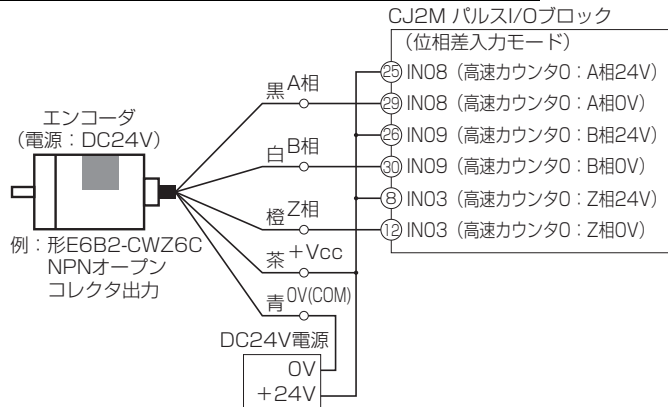 CJ2M パルスI/Oブロック
(位相差入力モード)
25 IN08(高速カウンタ0:A相24V)
29 IN08(高速カウンタ0:A相0V)
26 IN09(高速カウンタ0:B相24V)
30 IN09(高速カウンタ0:B相0V)
8 IN03(高速カウンタ0:Z相24V)
12 IN03(高速カウンタ0:Z相0V)
エンコーダ
(電源:DC24V)
例:形E6B2-CWZ6C
NPNオープン
コレクタ出力
黒 A相
白 B相
橙 Z相
茶 +Vcc
青 0V(COM)
DC24V電源
0V
+24V